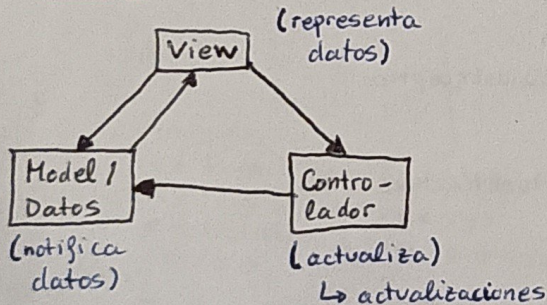 View
(representa
datos)
Model /
Datos
(notifica
datos)
Contro-
lador
(actualiza)
↳ actualizaciones